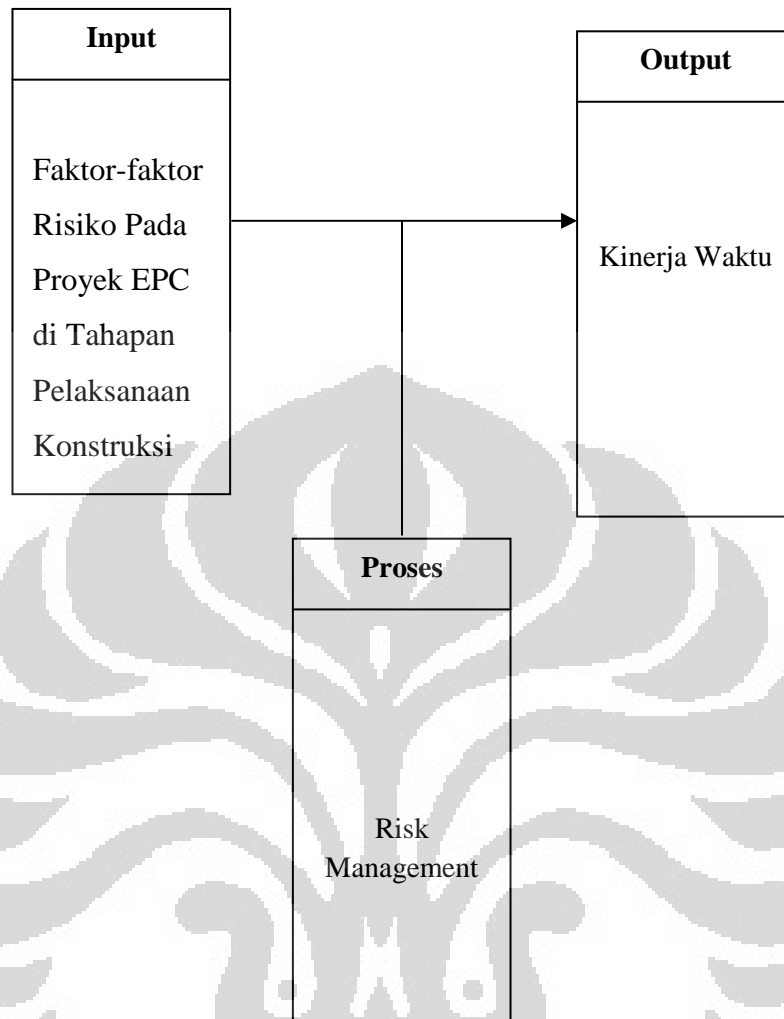 Input
Faktor-faktor
Risiko Pada
Proyek EPC
di Tahapan
Pelaksanaan
Konstruksi
Output
Kinerja Waktu
Proses
Risk
Management